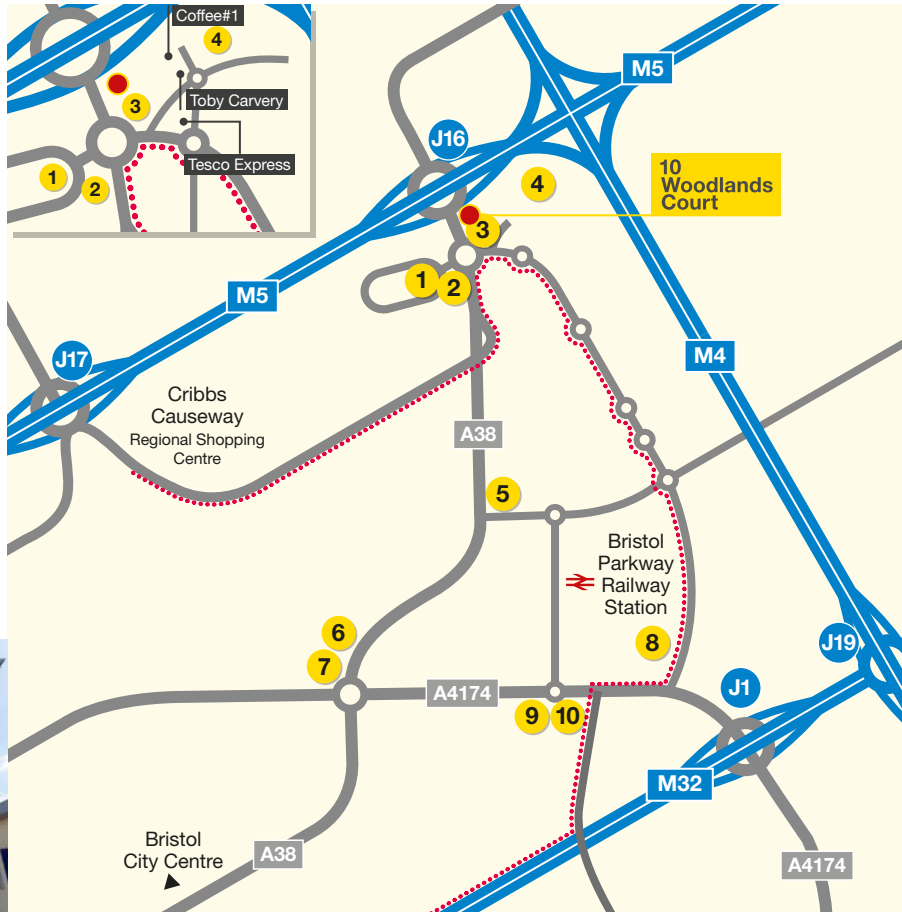 Coffee#1
4
Toby Carvery
3
Tesco Express
1
2
M5
J16
4
10
Woodlands
Court
3
1
2
M5
J17
M4
Cribbs
Causeway
Regional Shopping
Centre
A38
5
Bristol
Parkway
Railway
Station
6
8
J19
7
J1
A4174
9
10
M32
Bristol
City Centre
A38
A4174